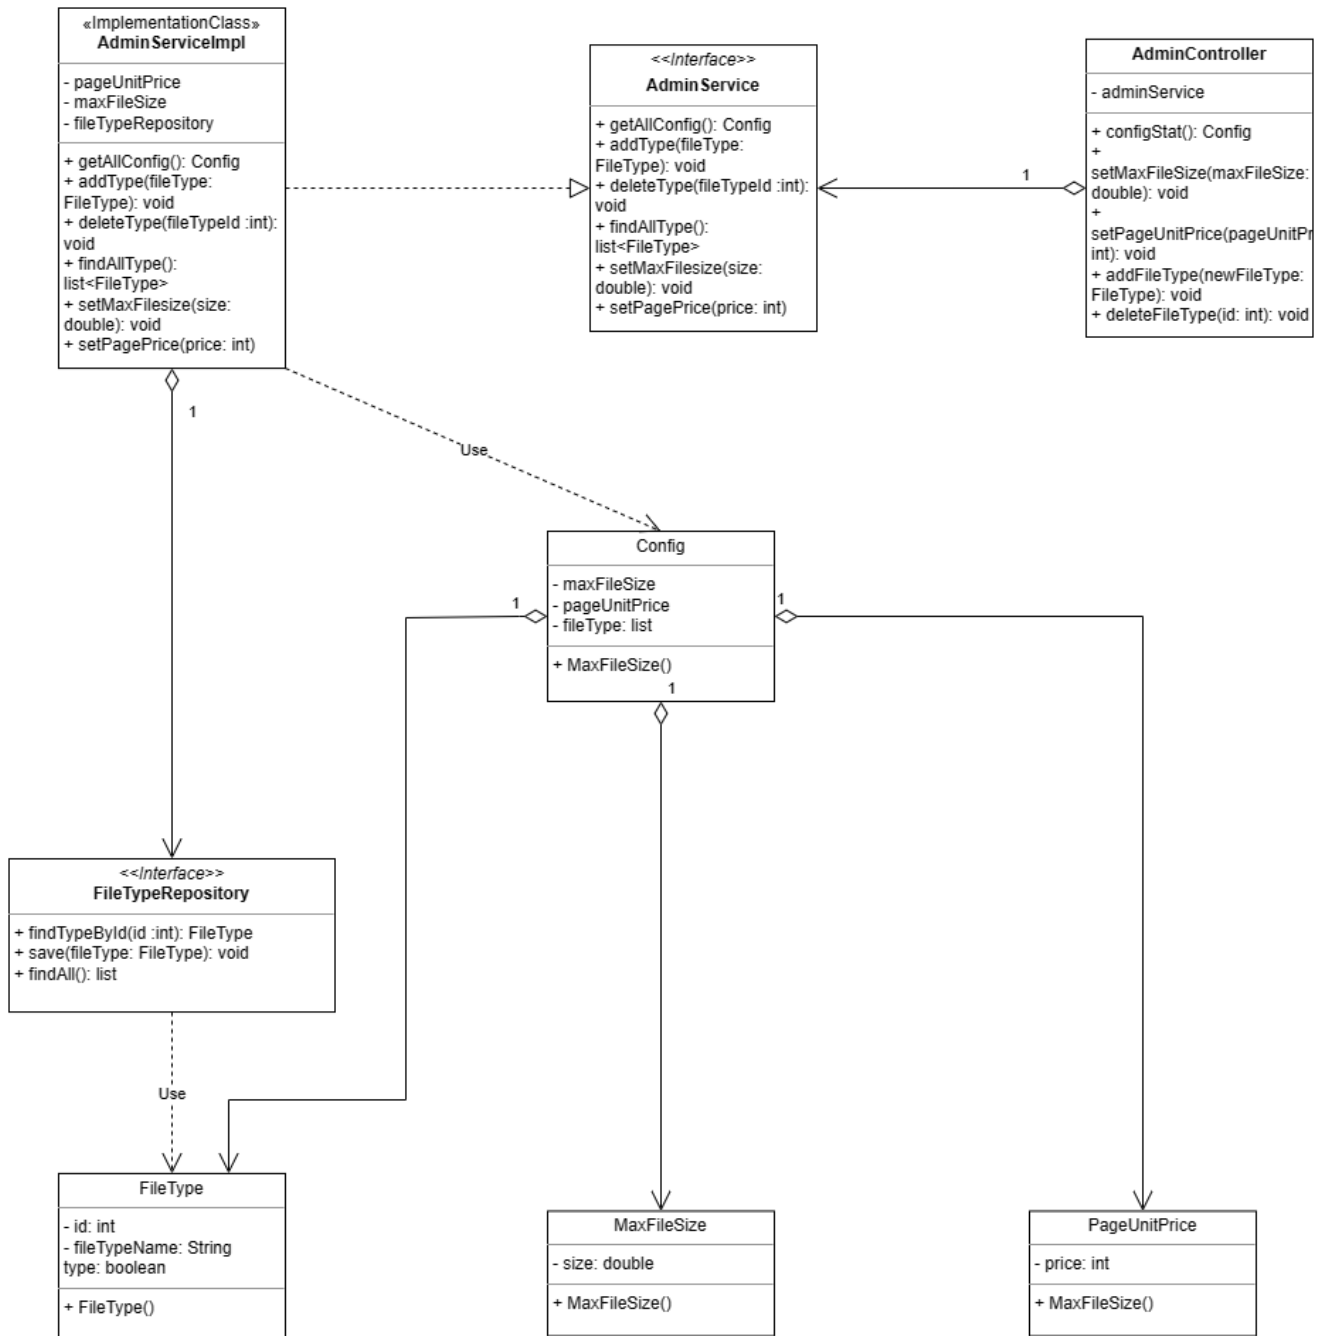 «ImplementationClass»
AdminServiceImpl
- pageUnitPrice
- maxFileSize
- fileTypeRepository
+ getAllConfig(): Config
+ addType(fileType:
FileType): void
+ deleteType(fileTypeId :int):
void
+ findAllType():
list<FileType>
+ setMaxFilesize(size:
double): void
+ setPagePrice(price: int)
<<Interface>>
AdminService
+ getAllConfig(): Config
+ addType(fileType:
FileType): void
+ deleteType(fileTypeId :int):
void
+ findAllType():
list<FileType>
+ setMaxFilesize(size:
double): void
+ setPagePrice(price: int)
1
AdminController
- adminService
+ configStat(): Config
+
setMaxFileSize(maxFileSize:
double): void
+
setPageUnitPrice(pageUnitPr
int): void
+ addFileType(newFileType:
FileType): void
+ deleteFileType(id: int): void
1
Use
Config
- maxFileSize
- pageUnitPrice
- fileType: list
+ MaxFileSize()
1
1
1
<<Interface>>
FileTypeRepository
+ findTypeById(id :int): FileType
+ save(fileType: FileType): void
+ findAll(): list
Use
FileType
- id: int
- fileTypeName: String
type: boolean
+ FileType()
MaxFileSize
- size: double
+ MaxFileSize()
PageUnitPrice
- price: int
+ MaxFileSize()